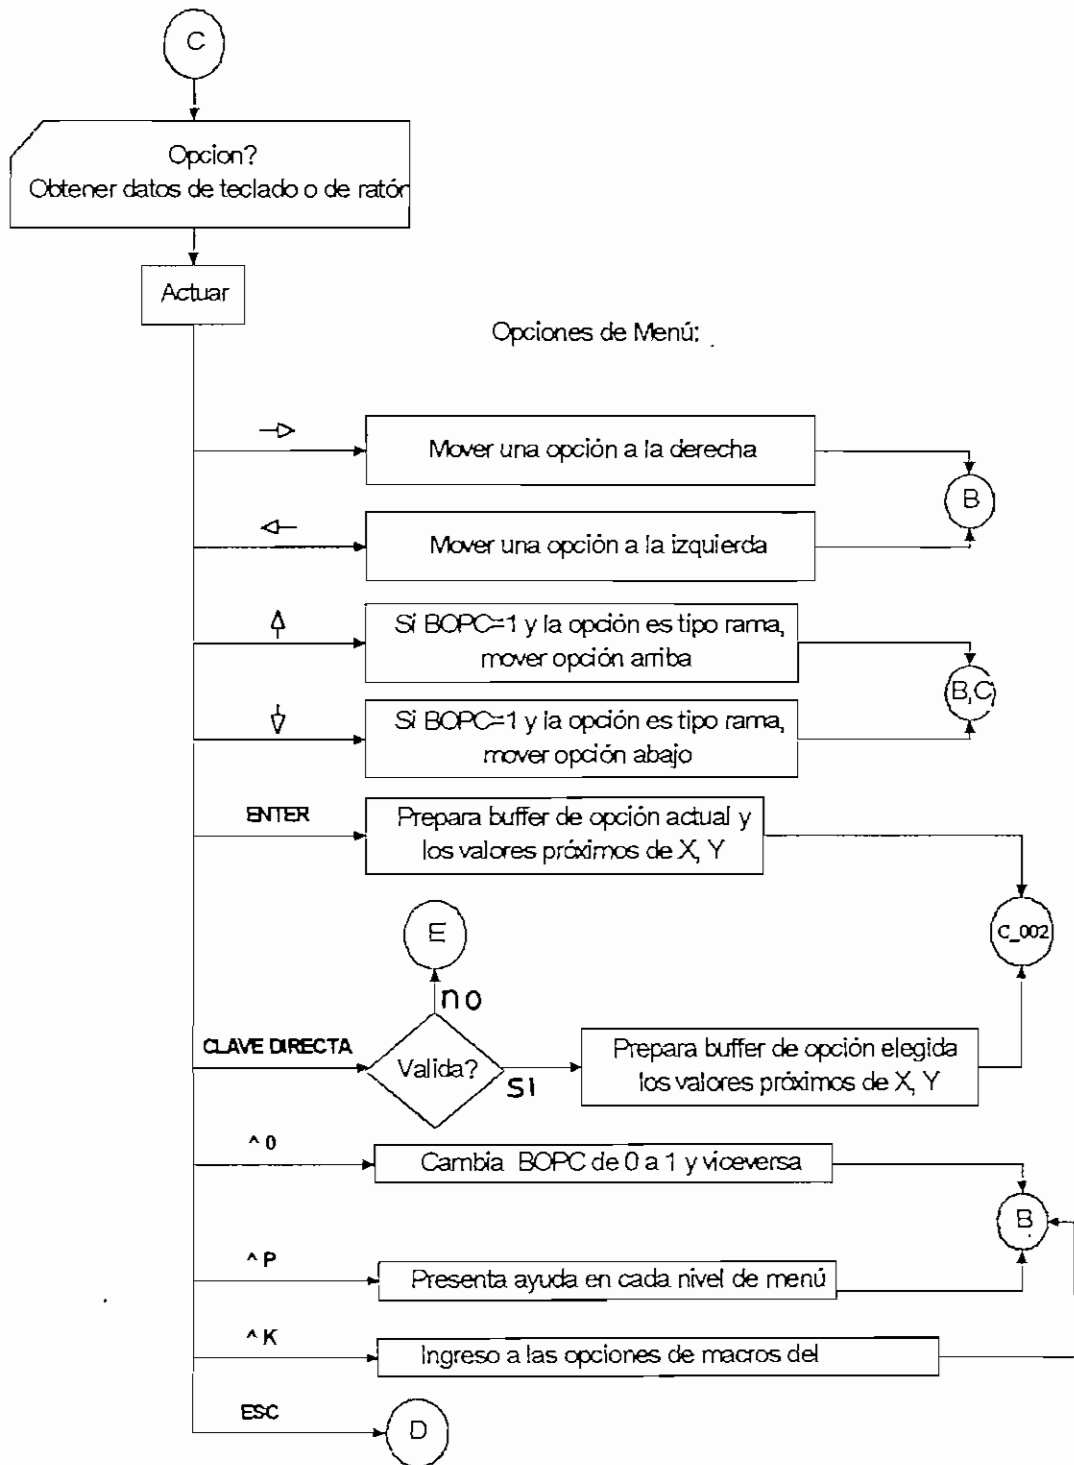 C
Opcion?
Obtener datos de teclado o de ratón
Actuar
Opciones de Menú:
Mover una opción a la derecha
B
Mover una opción a la izquierda
Si BOPC=1 y la opción es tipo rama,
mover opción arriba
B,C
Si BOPC=1 y la opción es tipo rama,
mover opción abajo
ENTER
Prepara buffer de opción actual y
los valores próximos de X, Y
C_002
E
no
CLAVE DIRECTA
Valida?
si
Prepara buffer de opción elegida
los valores próximos de X, Y
^0
Cambia BOPC de 0 a 1 y viceversa
B
^P
Presenta ayuda en cada nivel de menú
^K
Ingreso a las opciones de macros del
ESC
D